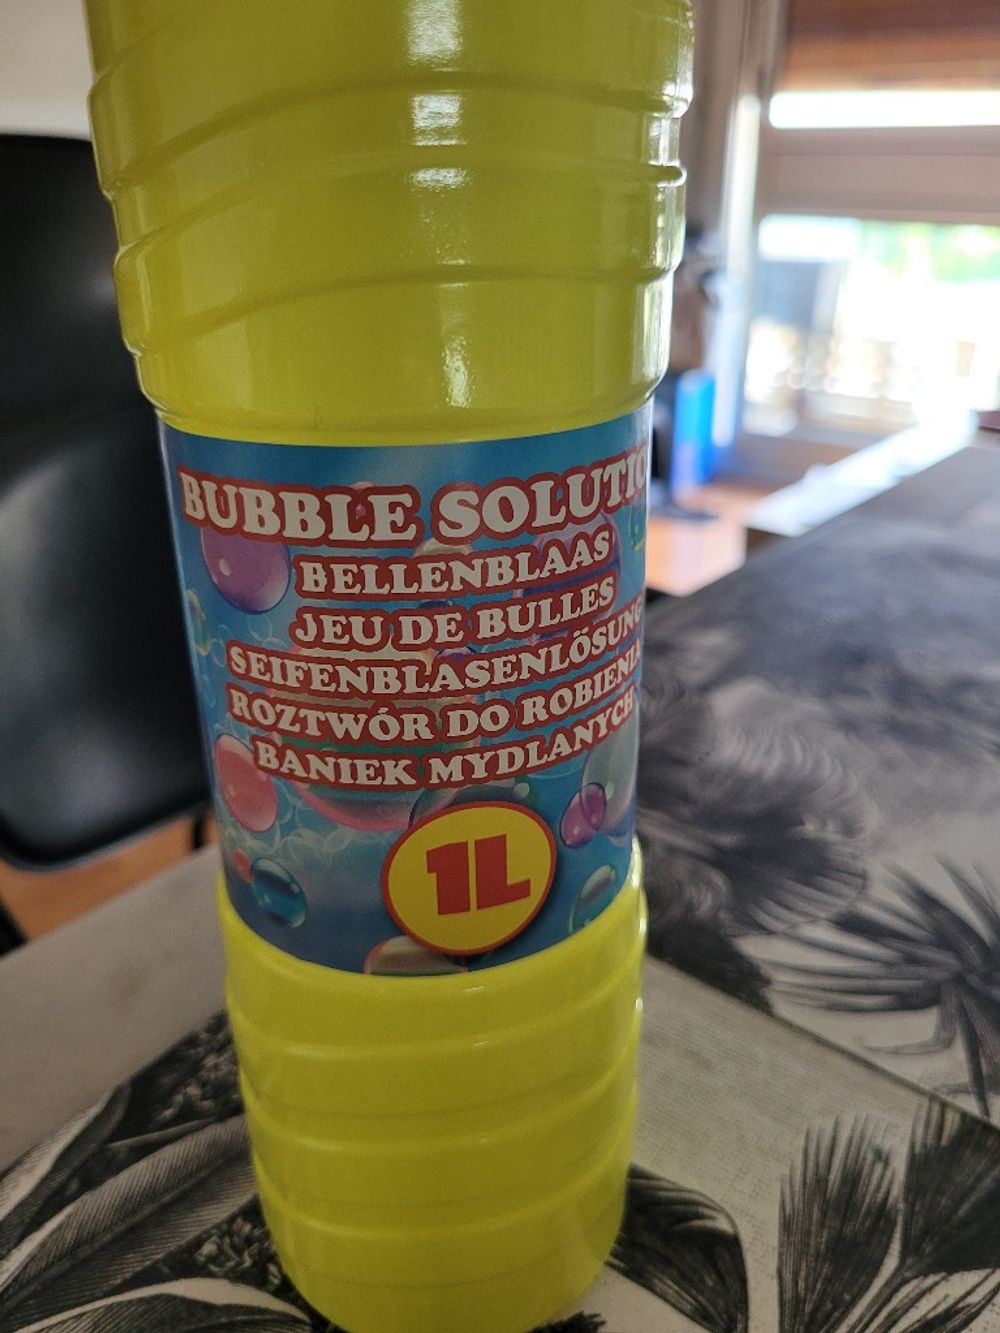 BUBBLE SOLUTIO
BELLENBLAAS
JEU DE BULLES
SEIFENBLASENLÖSUNG
ROZTWÓR DO ROBIENIA
BANIEK MYDLANYCH
1L